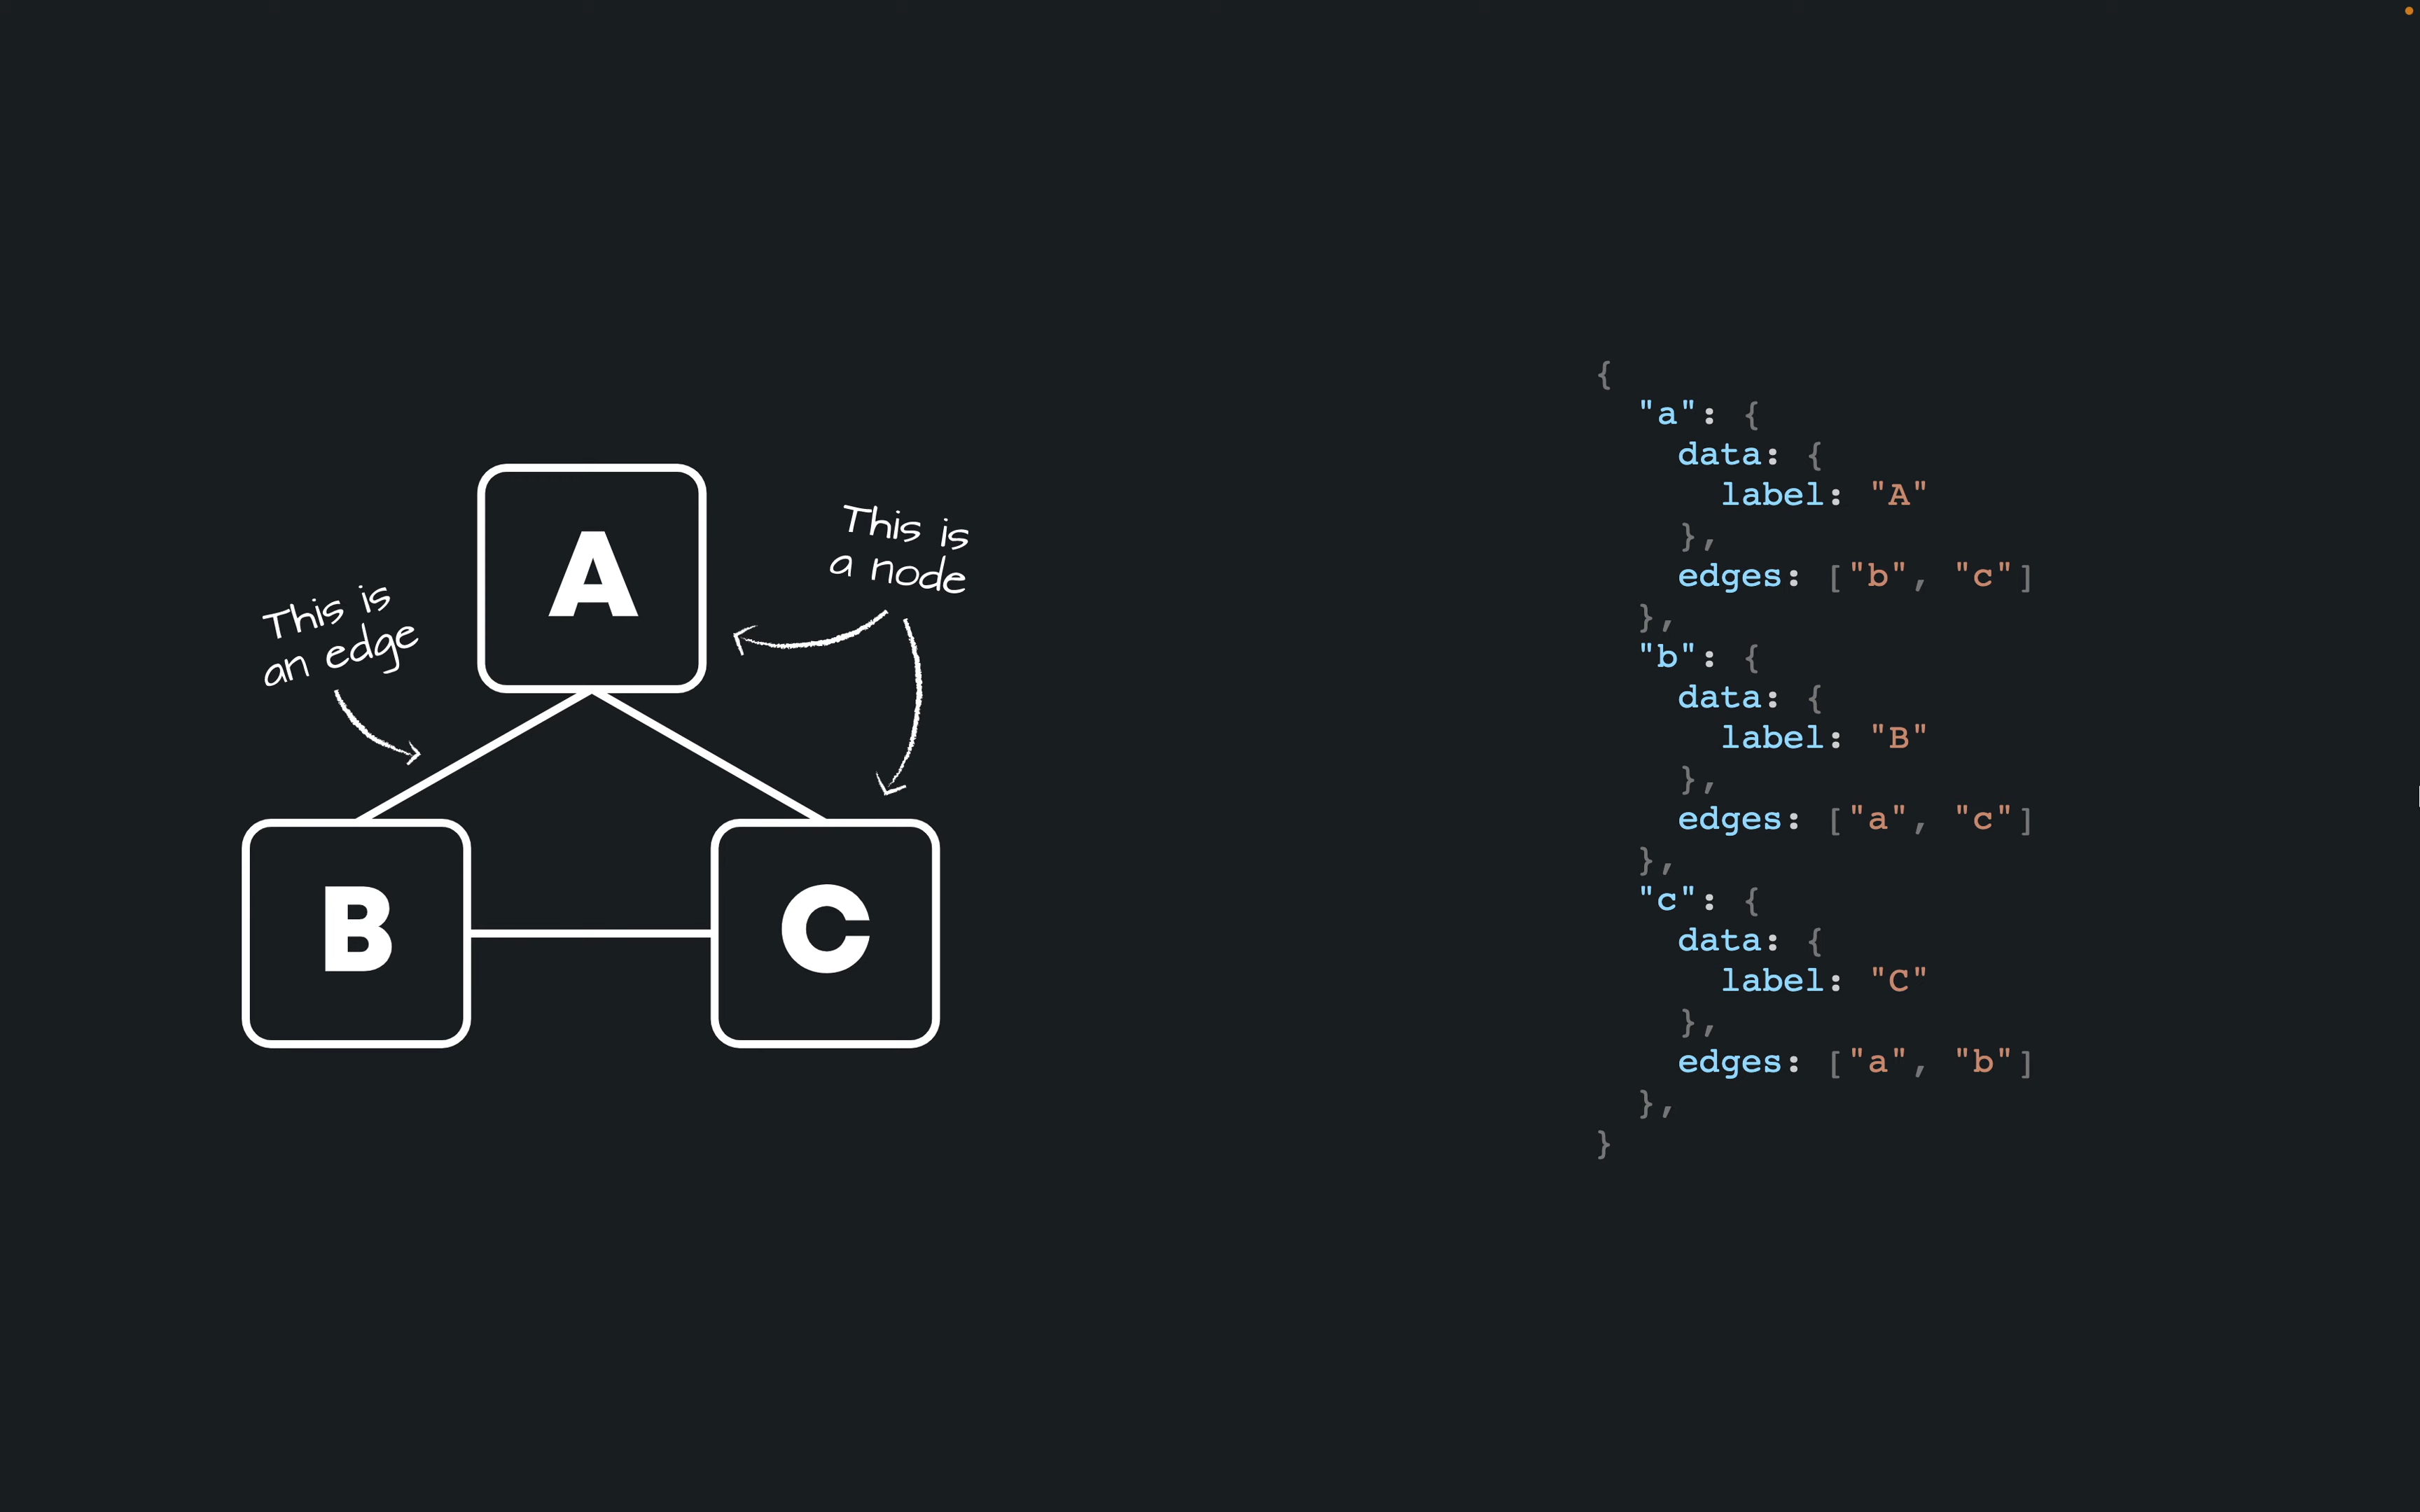 This is
an edge
A
This is
a node
B
C
{
  "a": {
    data: {
      label: "A"
    },
    edges: ["b", "c"]
  },
  "b": {
    data: {
      label: "B"
    },
    edges: ["a", "c"]
  },
  "c": {
    data: {
      label: "C"
    },
    edges: ["a", "b"]
  },
}